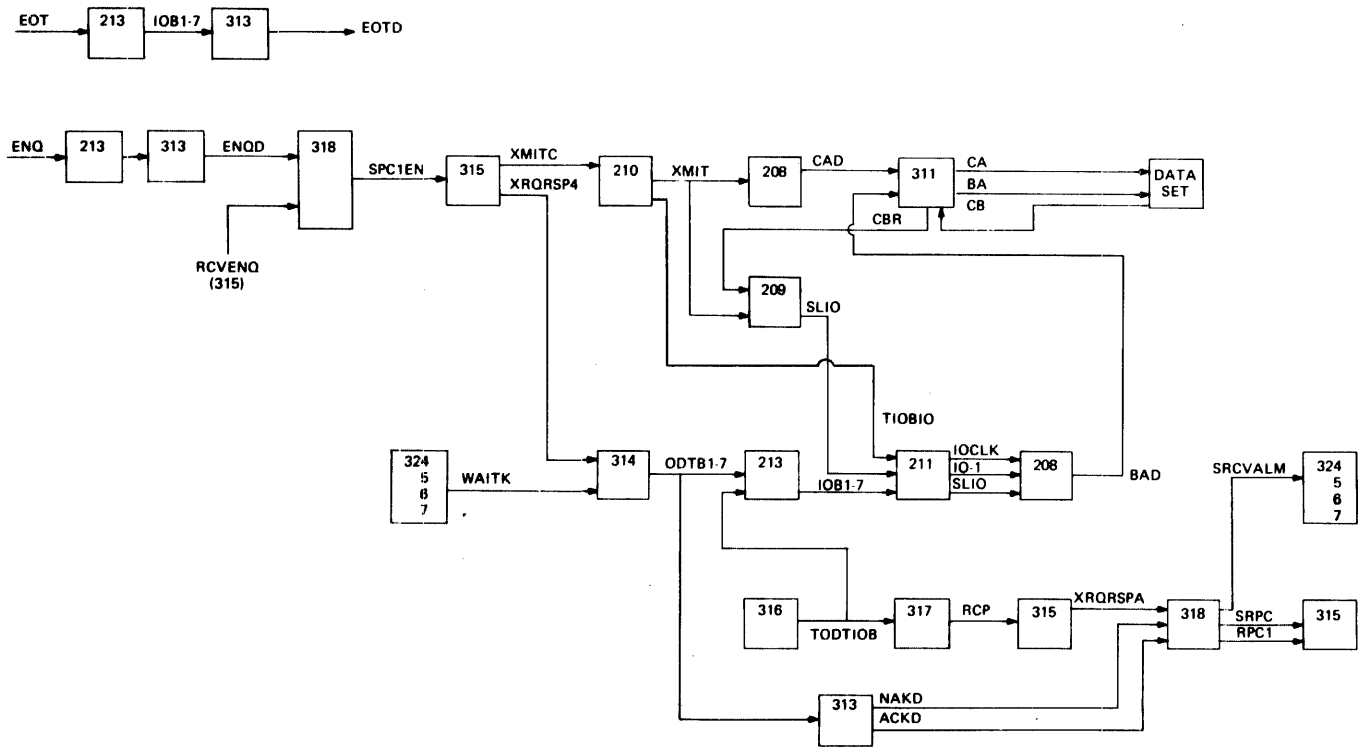 EOT
213
IOB1-7
313
EOTD
ENQ
213
313
ENQD
318
RCVENQ
(315)
SPC1EN
315
XMITC
XRQRSP4
210
XMIT
208
CAD
311
CA
BA
CB
DATA
SET
CBR
209
SLIO
TIOBIO
324
5
6
7
WAITK
314
ODTB1-7
213
IOB1-7
211
IOCLK
IO-1
SLIO
208
BAD
SRCVALM
324
5
6
7
316
TODTIOB
317
RCP
315
XRQRSPA
318
SRPC
RPC1
315
313
NAKD
ACKD